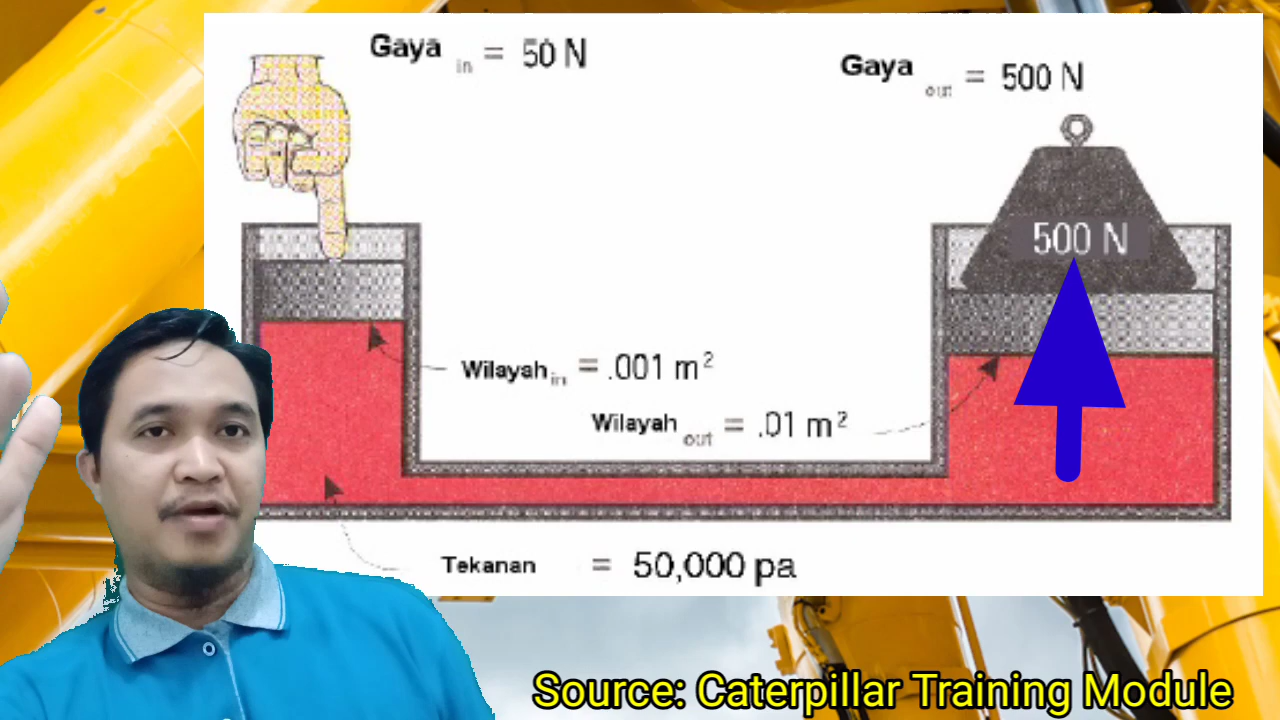 Gaya in = 50 N
Gaya out = 500 N
500 N
Wilayah in = .001 m²
Wilayah out = .01 m²
Tekanan = 50,000 pa
Source: Caterpillar Training Module